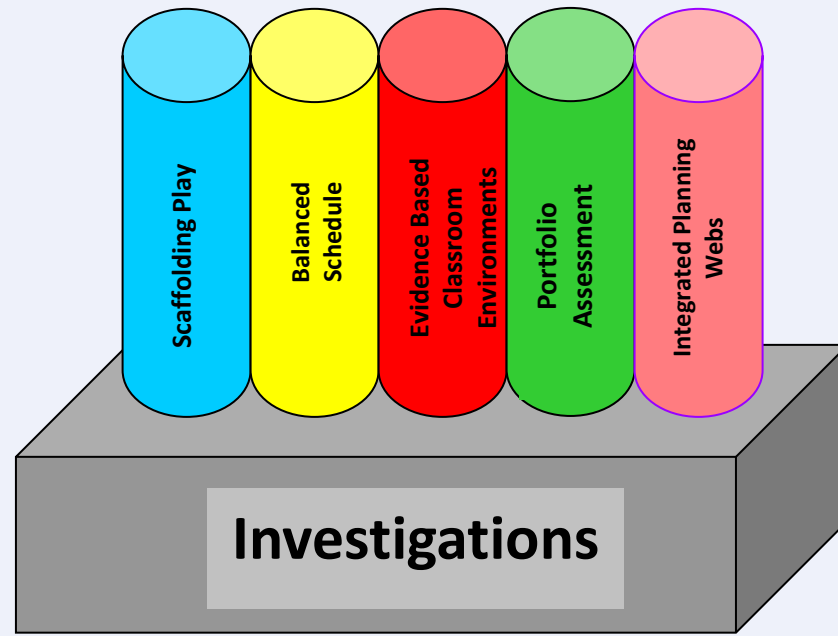 Scaffolding Play
Balanced
Schedule
Evidence Based
Classroom
Environments
Portfolio
Assessment
Integrated Planning
Webs
Investigations